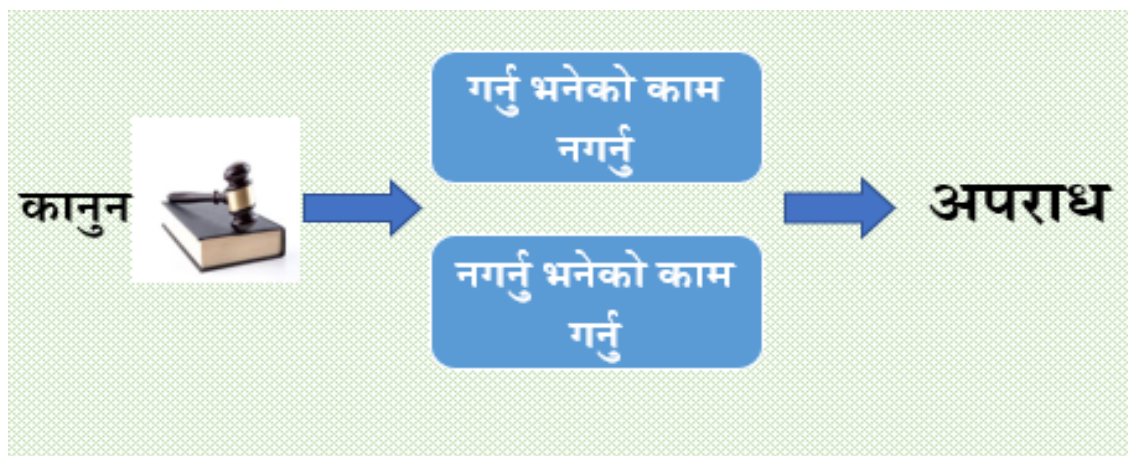 कानुन
गर्नु भनेको काम
नगर्नु
नगर्नु भनेको काम
गर्नु
अपराध